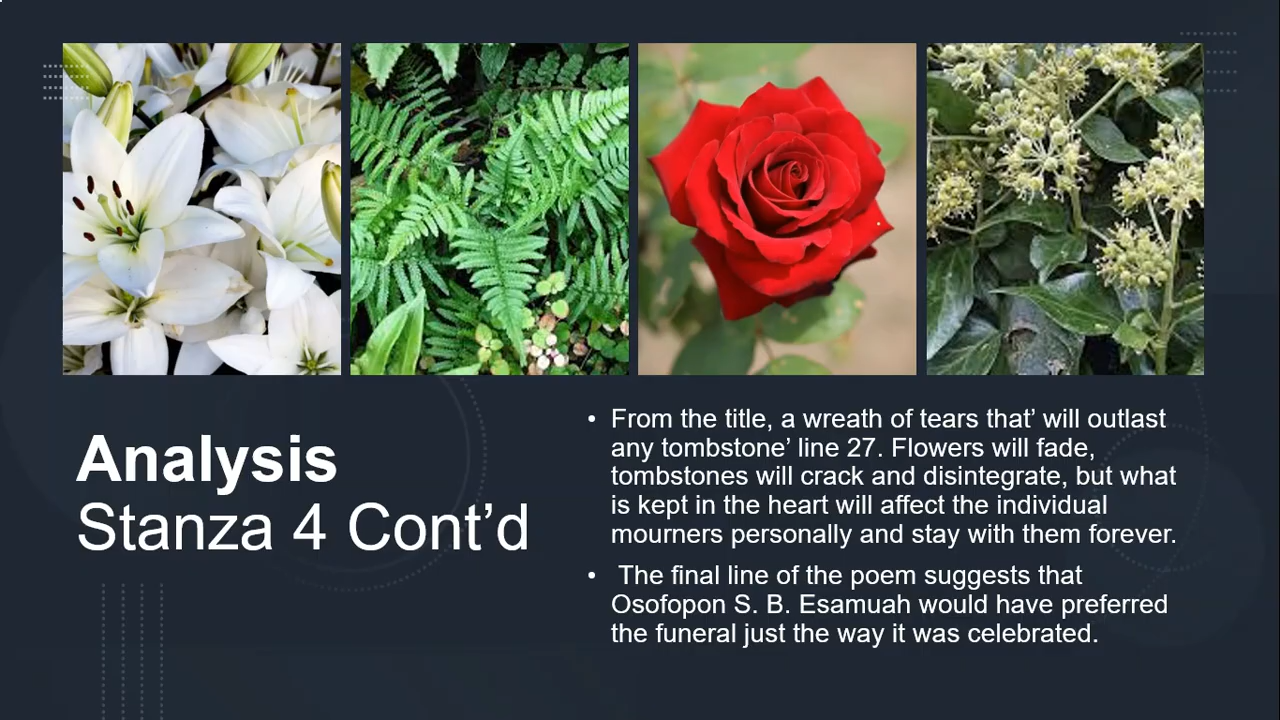 Analysis
Stanza 4 Cont’d
• From the title, a wreath of tears that’ will outlast
any tombstone’ line 27. Flowers will fade,
tombstones will crack and disintegrate, but what
is kept in the heart will affect the individual
mourners personally and stay with them forever.
• The final line of the poem suggests that
Osofopon S. B. Esamuah would have preferred
the funeral just the way it was celebrated.